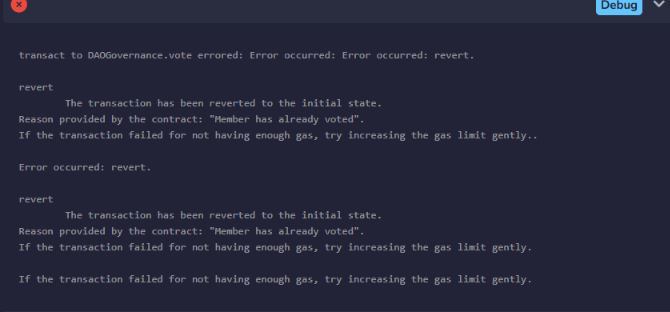 Debug
transact to DAOGovernance.vote errored: Error occurred: Error occurred: revert.
revert
The transaction has been reverted to the initial state.
Reason provided by the contract: "Member has already voted".
If the transaction failed for not having enough gas, try increasing the gas limit gently..
Error occurred: revert.
revert
The transaction has been reverted to the initial state.
Reason provided by the contract: "Member has already voted".
If the transaction failed for not having enough gas, try increasing the gas limit gently.
If the transaction failed for not having enough gas, try increasing the gas limit gently.